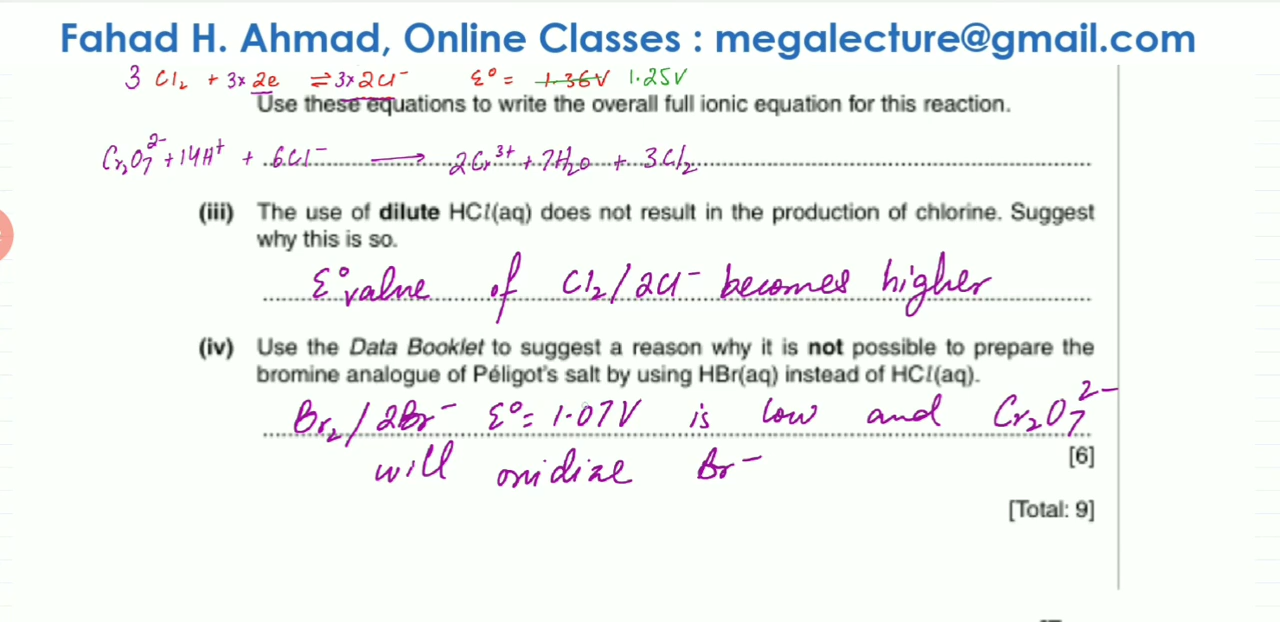 Fahad H. Ahmad, Online Classes : megalecture@gmail.com
3 Cl₂ + 3×2e ⇌ 3×2Cl⁻ ε° = 1.36V 1.25V
Use these equations to write the overall full ionic equation for this reaction.
Cr₂O₇²⁻ + 14H⁺ + 6Cl⁻ ⟶ 2Cr³⁺ + 7H₂O + 3Cl₂
(iii) The use of dilute HCl(aq) does not result in the production of chlorine. Suggest
why this is so.
ε° value of Cl₂/2Cl⁻ becomes higher
(iv) Use the Data Booklet to suggest a reason why it is not possible to prepare the
bromine analogue of Péligot's salt by using HBr(aq) instead of HCl(aq).
Br₂/2Br⁻ ε°= 1.07V is low and Cr₂O₇²⁻
will oxidize Br⁻
[6]
[Total: 9]